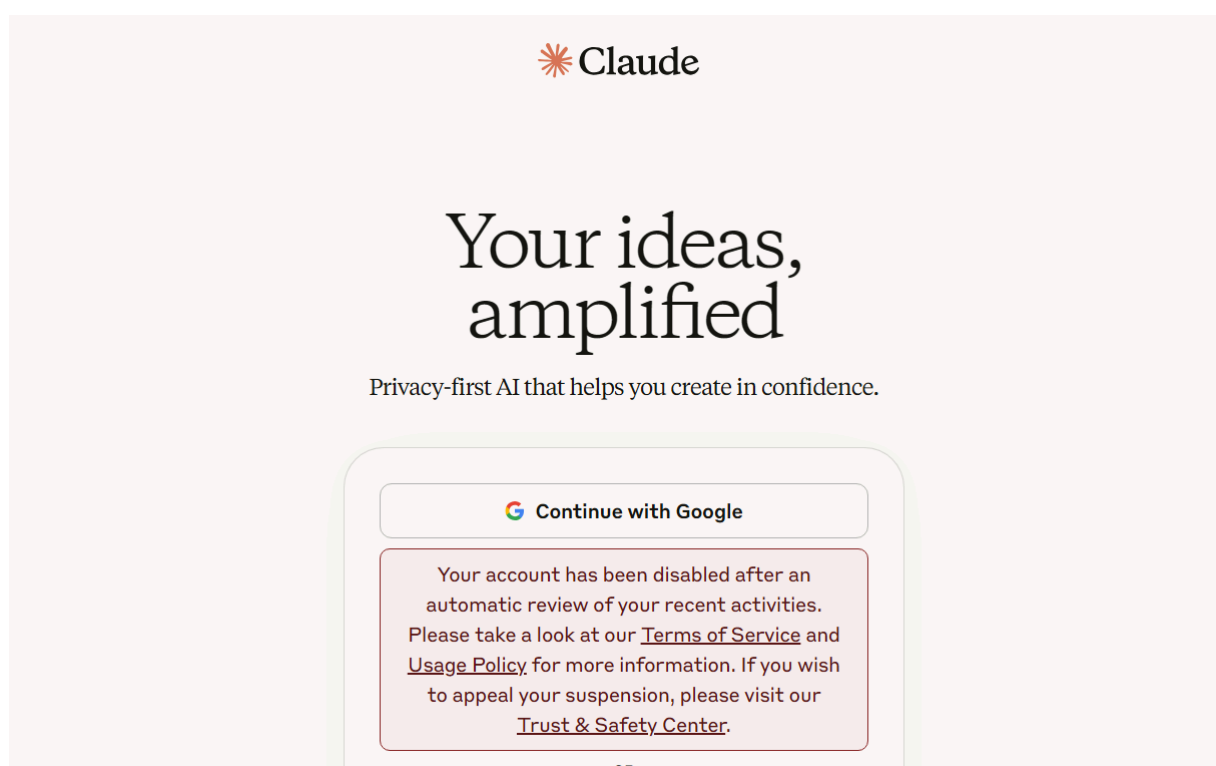 Claude
Your ideas,
amplified
Privacy-first AI that helps you create in confidence.
Continue with Google
Your account has been disabled after an
automatic review of your recent activities.
Please take a look at our Terms of Service and
Usage Policy for more information. If you wish
to appeal your suspension, please visit our
Trust & Safety Center.